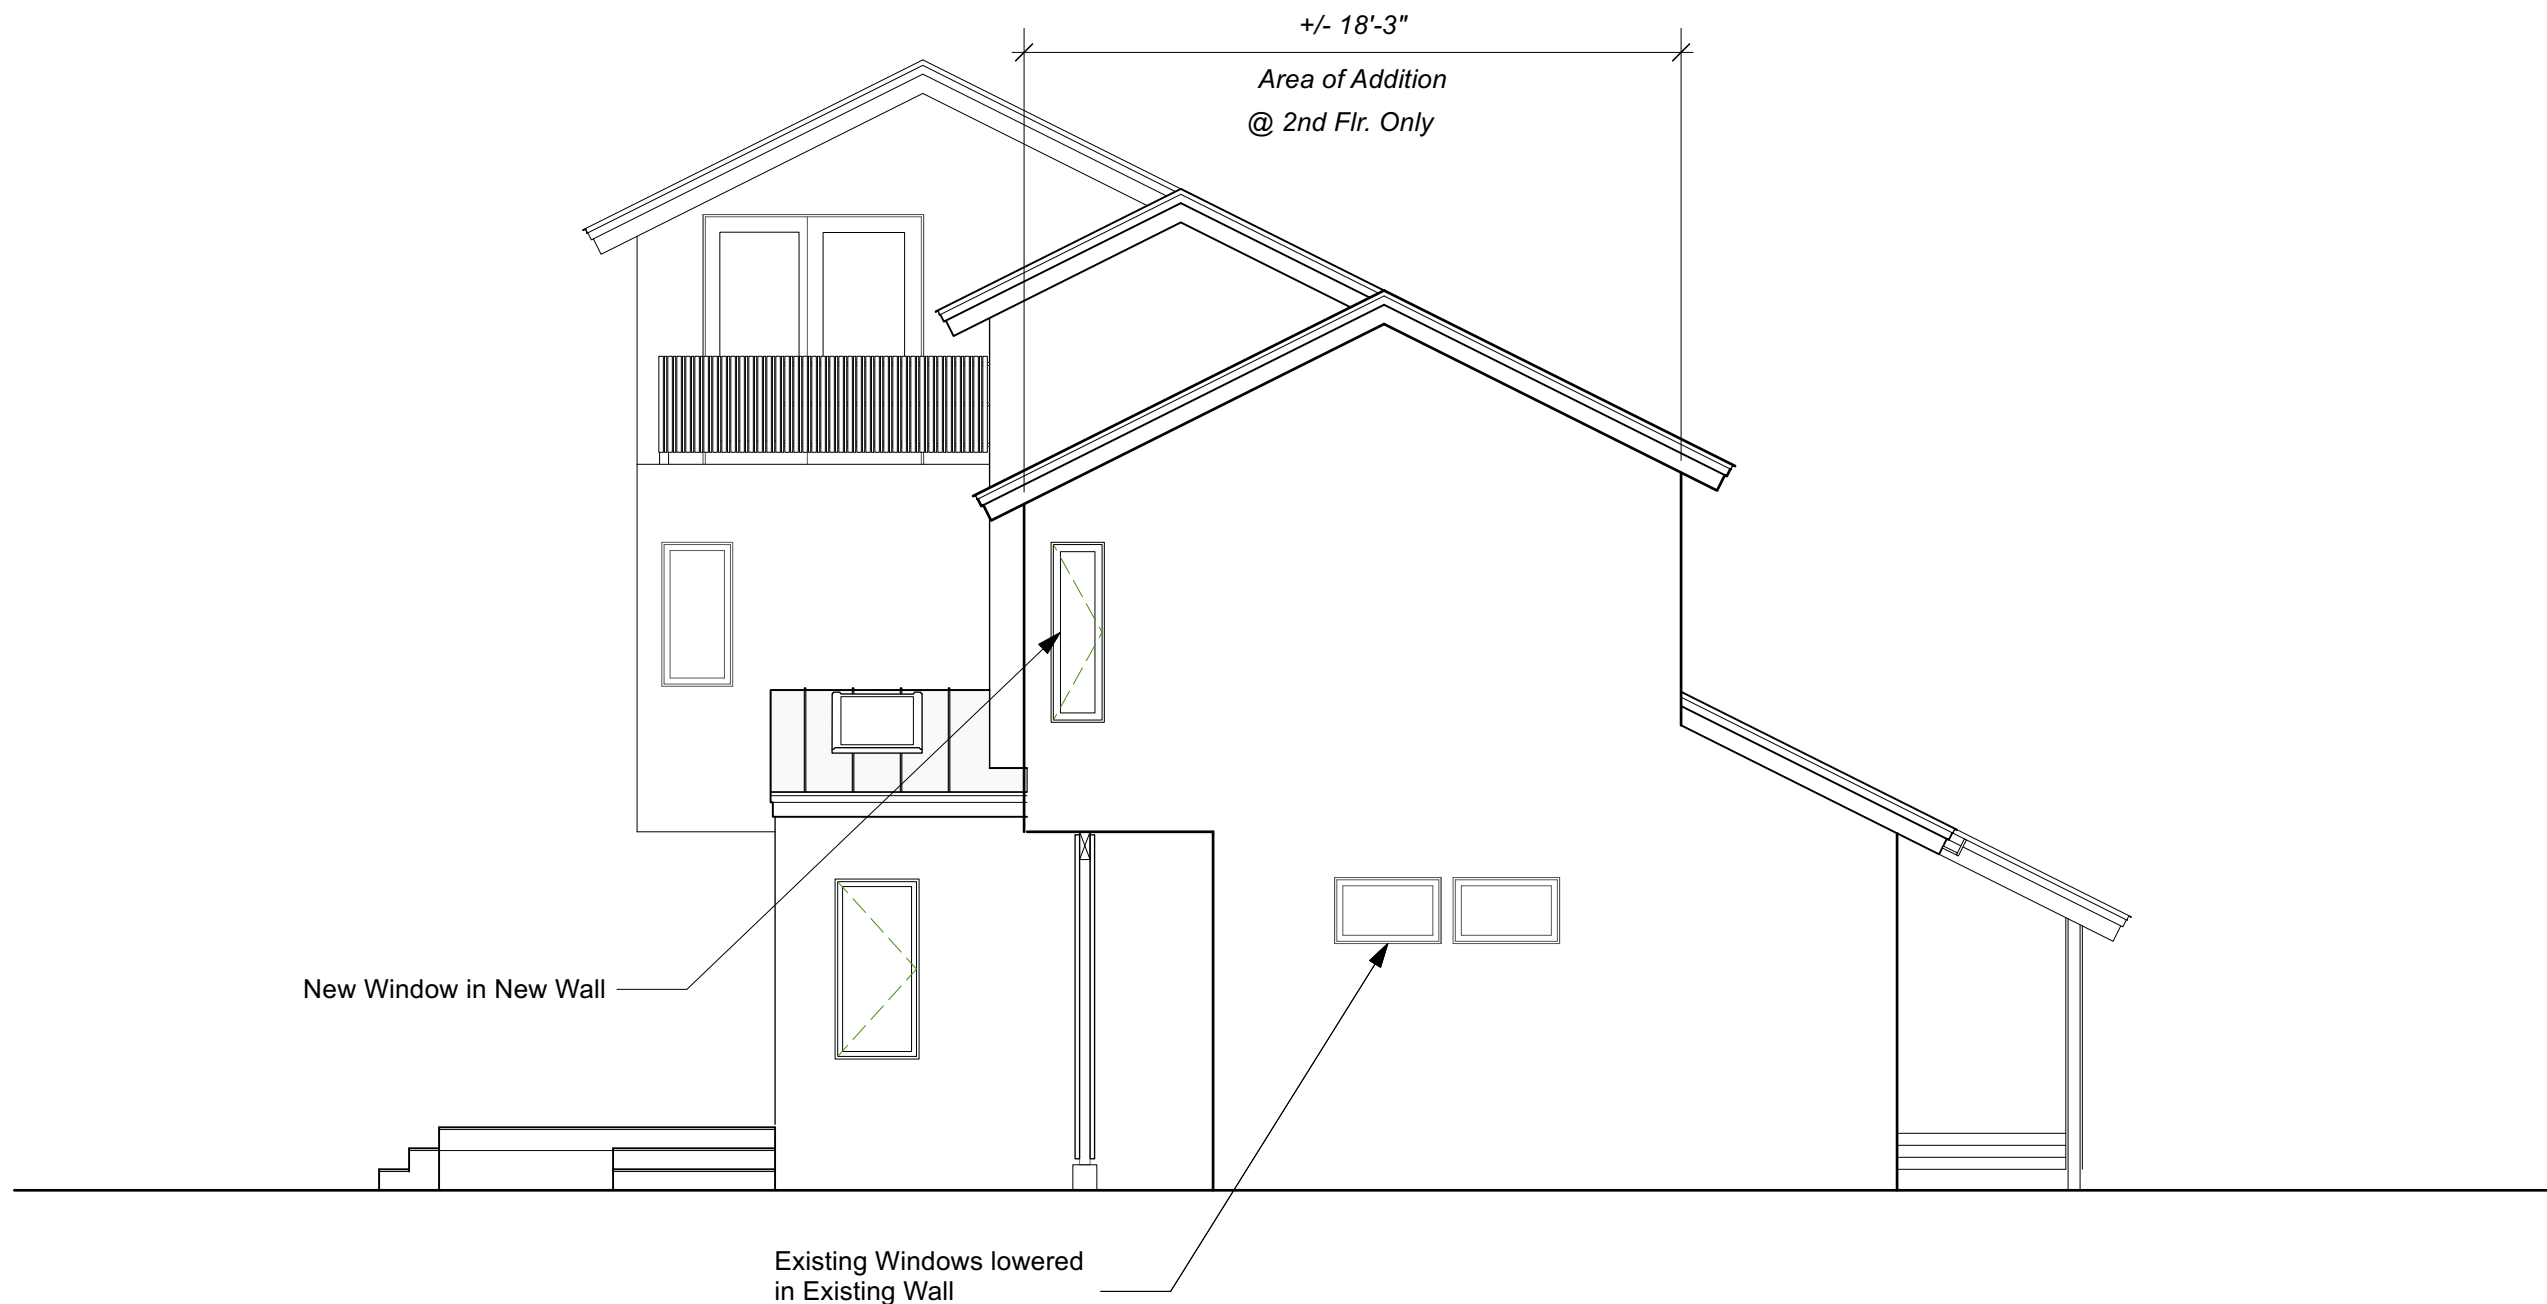 +/- 18'-3"
Area of Addition
@ 2nd Flr. Only
New Window in New Wall
Existing Windows lowered
in Existing Wall